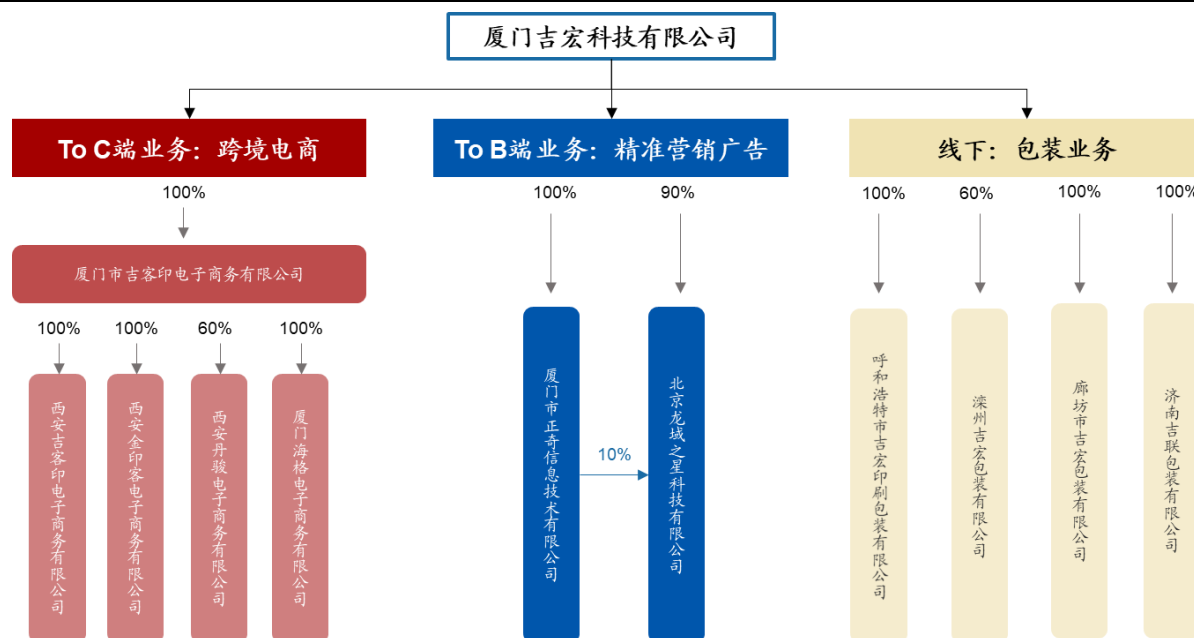 厦门吉宏科技有限公司
To C端业务：跨境电商
To B端业务：精准营销广告
线下：包装业务
100%
100%
90%
100%
60%
100%
100%
厦门市吉客印电子商务有限公司
100%
100%
60%
100%
西安吉客印电子商务有限公司
西安金印客电子商务有限公司
西安丹骏电子商务有限公司
厦门海格电子商务有限公司
厦门市正奇信息技术有限公司
10%
北京龙域之星科技有限公司
呼和浩特市吉宏印刷包装有限公司
滦州吉宏包装有限公司
廊坊市吉宏包装有限公司
济南吉联包装有限公司